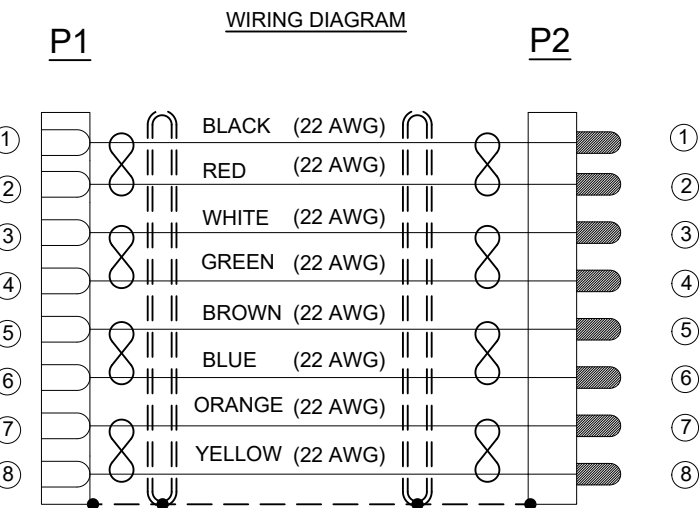 WIRING DIAGRAM
P1 P2
1 BLACK (22 AWG) 1
2 RED (22 AWG) 2
3 WHITE (22 AWG) 3
4 GREEN (22 AWG) 4
5 BROWN (22 AWG) 5
6 BLUE (22 AWG) 6
7 ORANGE (22 AWG) 7
8 YELLOW (22 AWG) 8